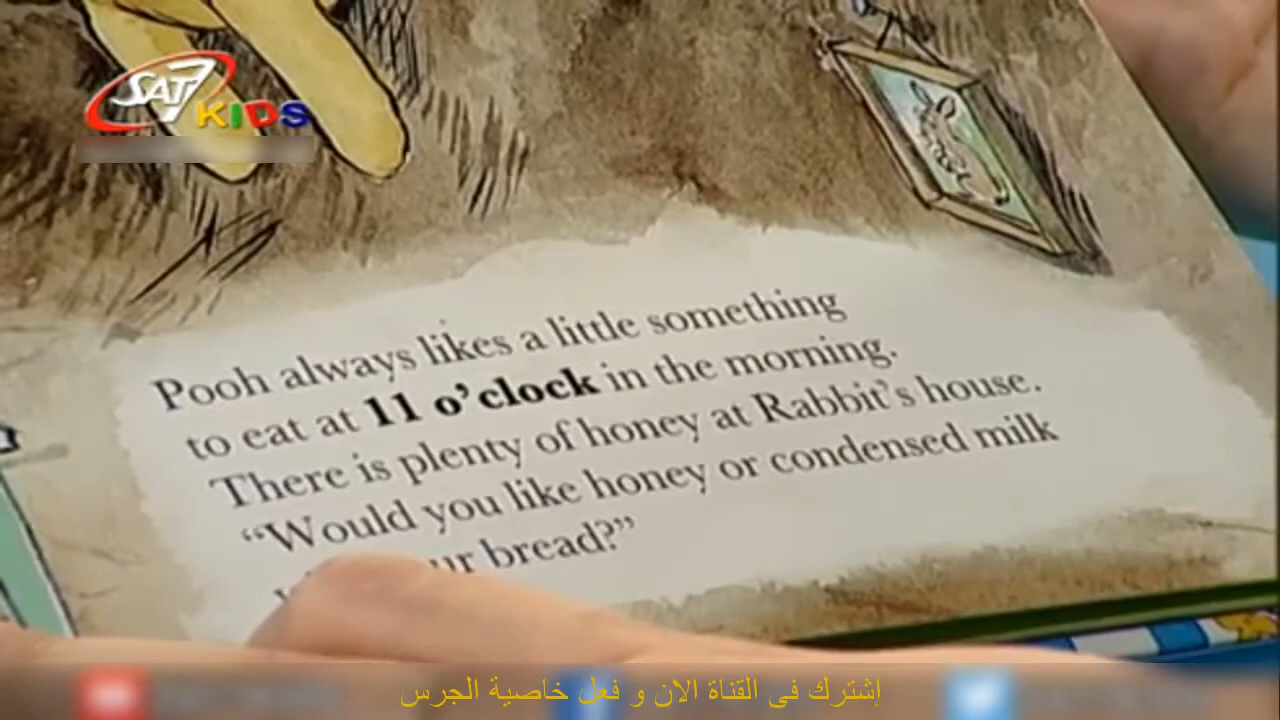 SAT7
KIDS
Pooh always likes a little something
to eat at 11 o'clock in the morning.
There is plenty of honey at Rabbit's house.
“Would you like honey or condensed milk
bread?”
إشترك فى القناة الان و فعل خاصية الجرس